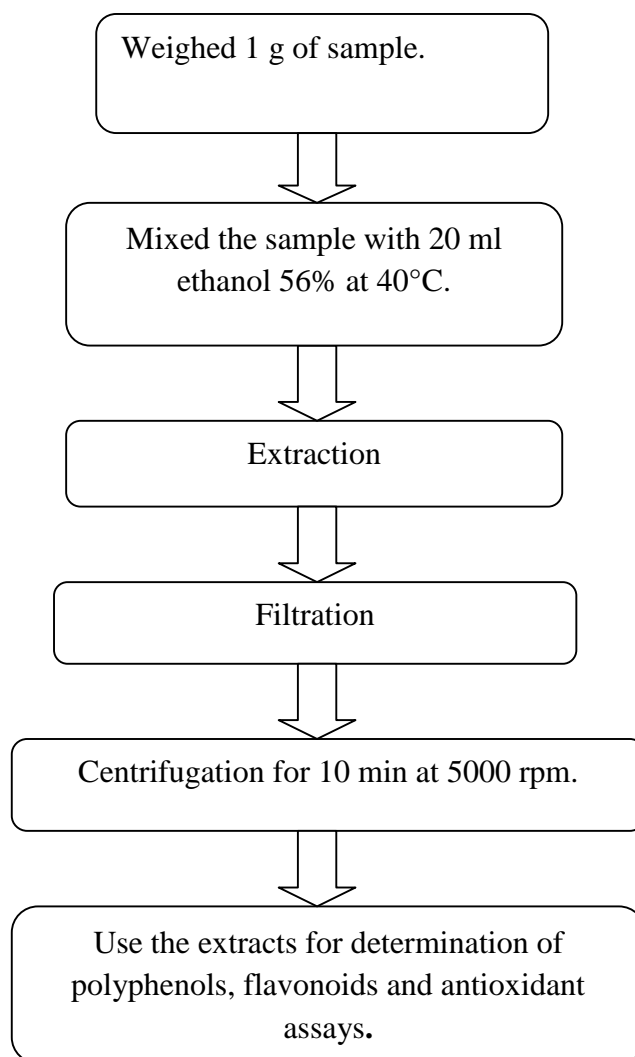 Weighed 1 g of sample.
Mixed the sample with 20 ml
ethanol 56% at 40°C.
Extraction
Filtration
Centrifugation for 10 min at 5000 rpm.
Use the extracts for determination of
polyphenols, flavonoids and antioxidant
assays.